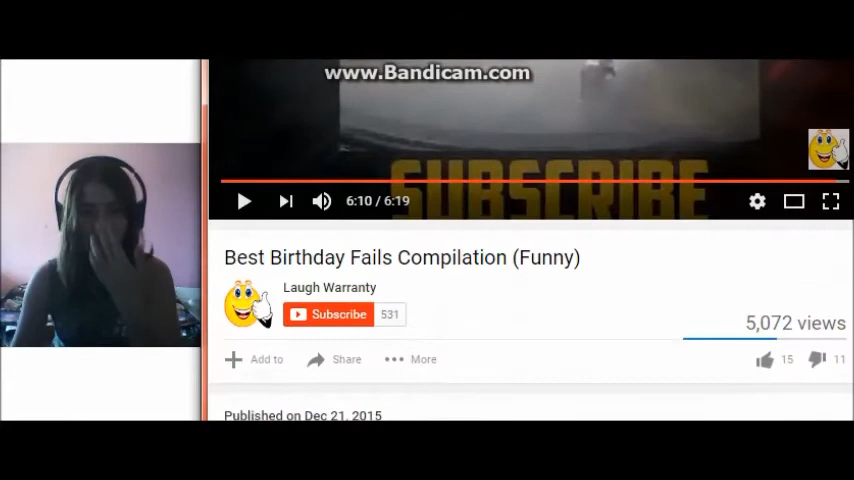 www.Bandicam.com
SUBSCRIBE
6:10 / 6:19
Best Birthday Fails Compilation (Funny)
Laugh Warranty
Subscribe 531
5,072 views
Add to Share More 15 11
Published on Dec 21, 2015